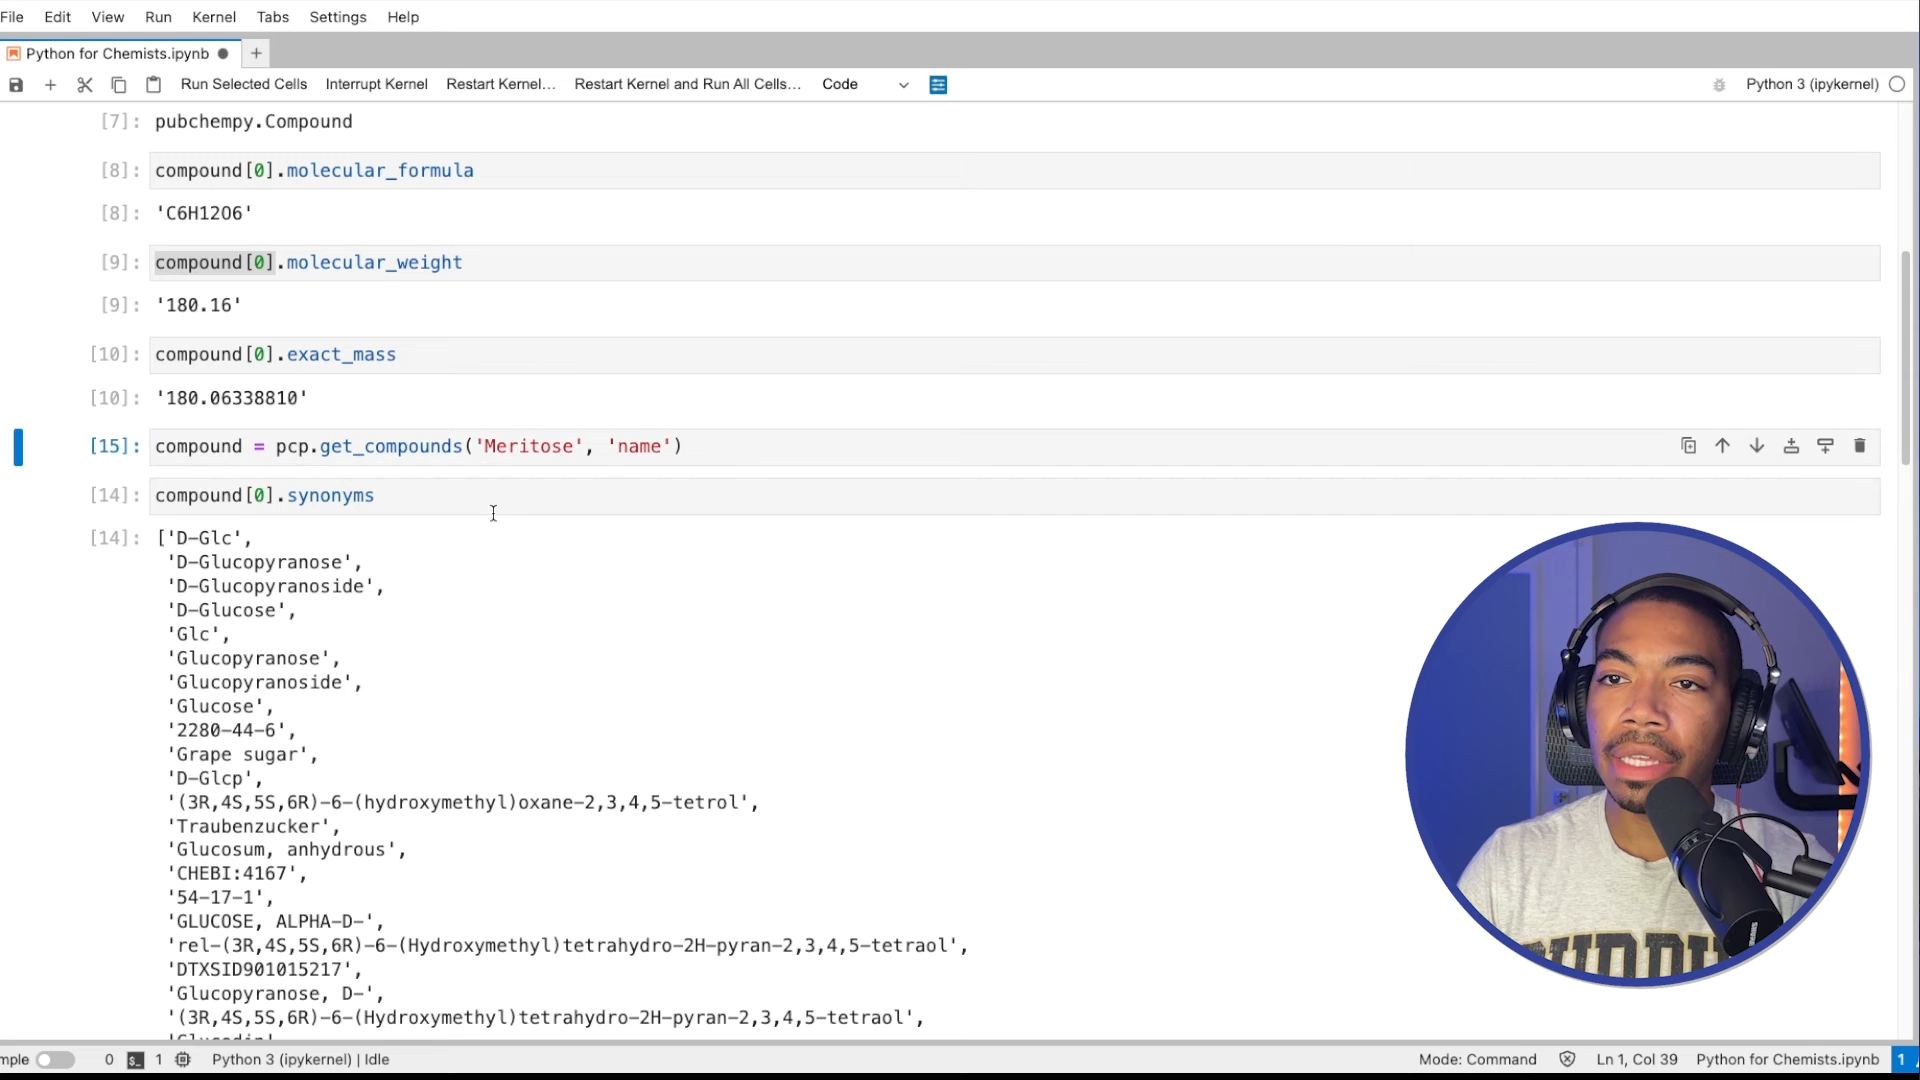 File Edit View Run Kernel Tabs Settings Help
Python for Chemists.ipynb
Run Selected Cells Interrupt Kernel Restart Kernel… Restart Kernel and Run All Cells… Code Python 3 (ipykernel)
[7]: pubchempy.Compound
[8]: compound[0].molecular_formula
[8]: 'C6H12O6'
[9]: compound[0].molecular_weight
[9]: '180.16'
[10]: compound[0].exact_mass
[10]: '180.06338810'
[15]: compound = pcp.get_compounds('Meritose', 'name')
[14]: compound[0].synonyms
[14]: ['D-Glc',
'D-Glucopyranose',
'D-Glucopyranoside',
'D-Glucose',
'Glc',
'Glucopyranose',
'Glucopyranoside',
'Glucose',
'2280-44-6',
'Grape sugar',
'D-Glcp',
'(3R,4S,5S,6R)-6-(hydroxymethyl)oxane-2,3,4,5-tetrol',
'Traubenzucker',
'Glucosum, anhydrous',
'CHEBI:4167',
'54-17-1',
'GLUCOSE, ALPHA-D-',
'rel-(3R,4S,5S,6R)-6-(Hydroxymethyl)tetrahydro-2H-pyran-2,3,4,5-tetraol',
'DTXSID901015217',
'Glucopyranose, D-',
'(3R,4S,5S,6R)-6-(Hydroxymethyl)tetrahydro-2H-pyran-2,3,4,5-tetraol',
mple 0 1 Python 3 (ipykernel) | Idle Mode: Command Ln 1, Col 39 Python for Chemists.ipynb 1